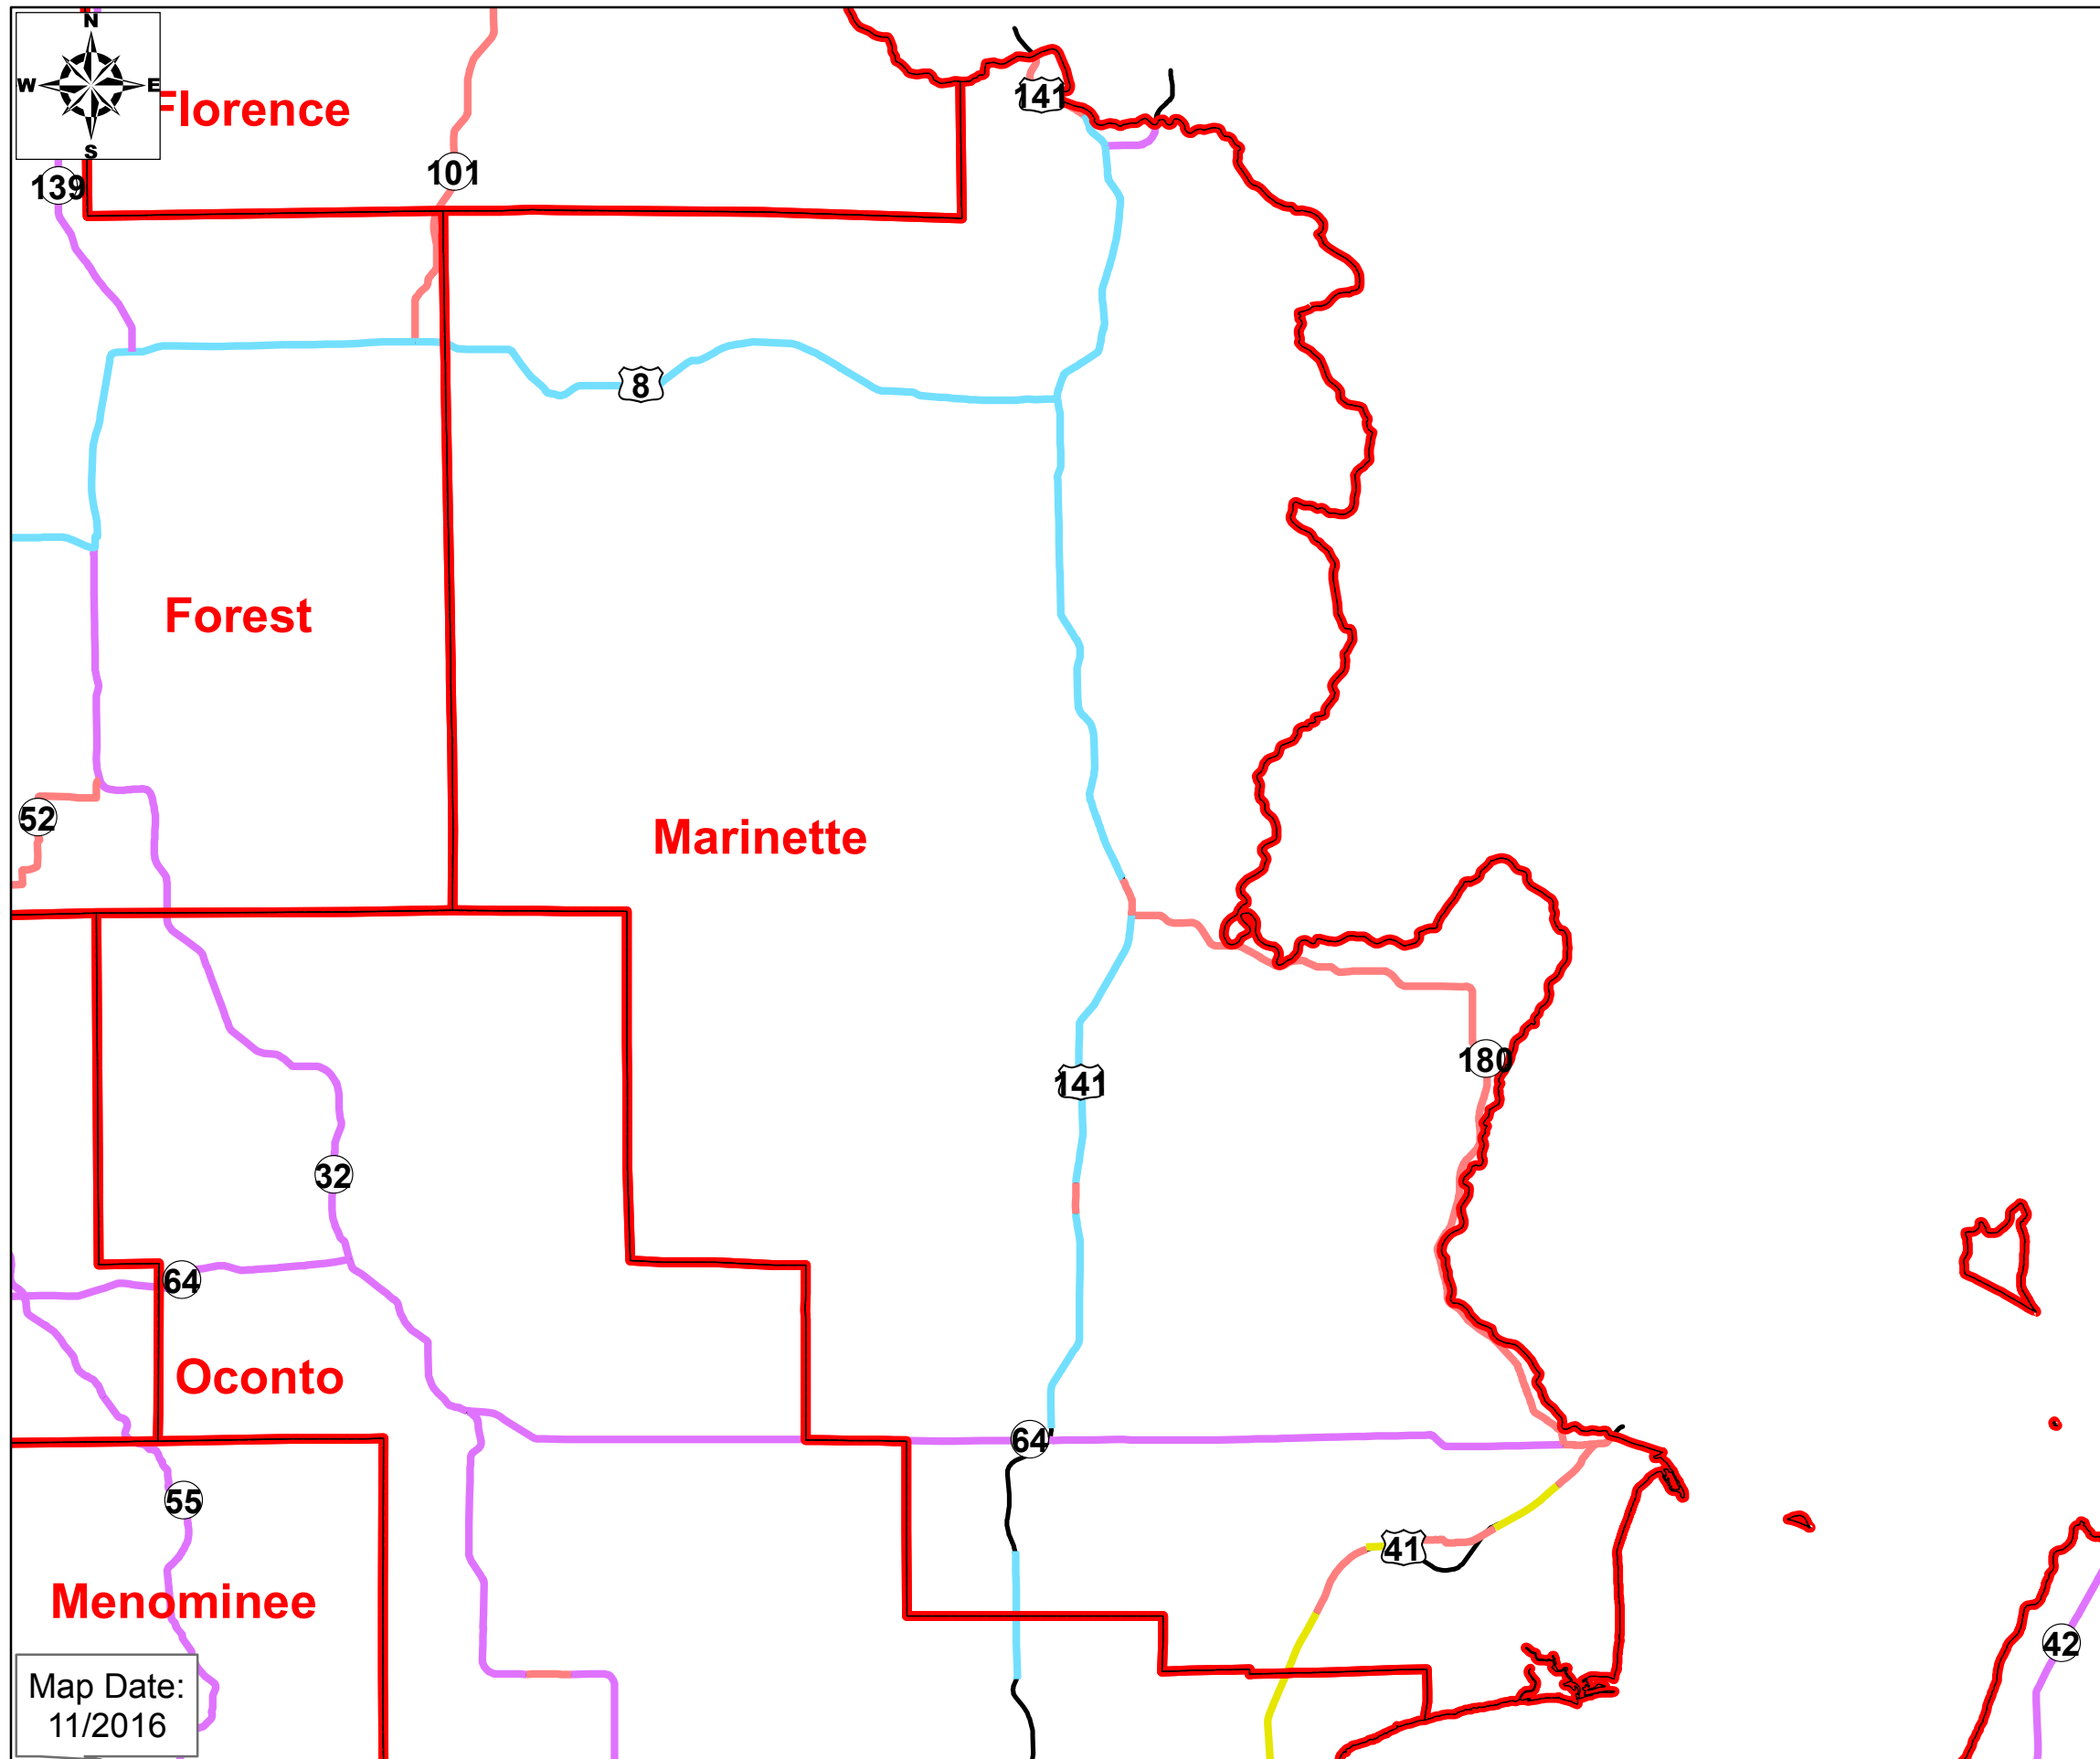 N
W E
S
Florence
141
139
101
8
Forest
52
Marinette
180
141
32
64
Oconto
64
55
41
Menominee
42
Map Date:
11/2016